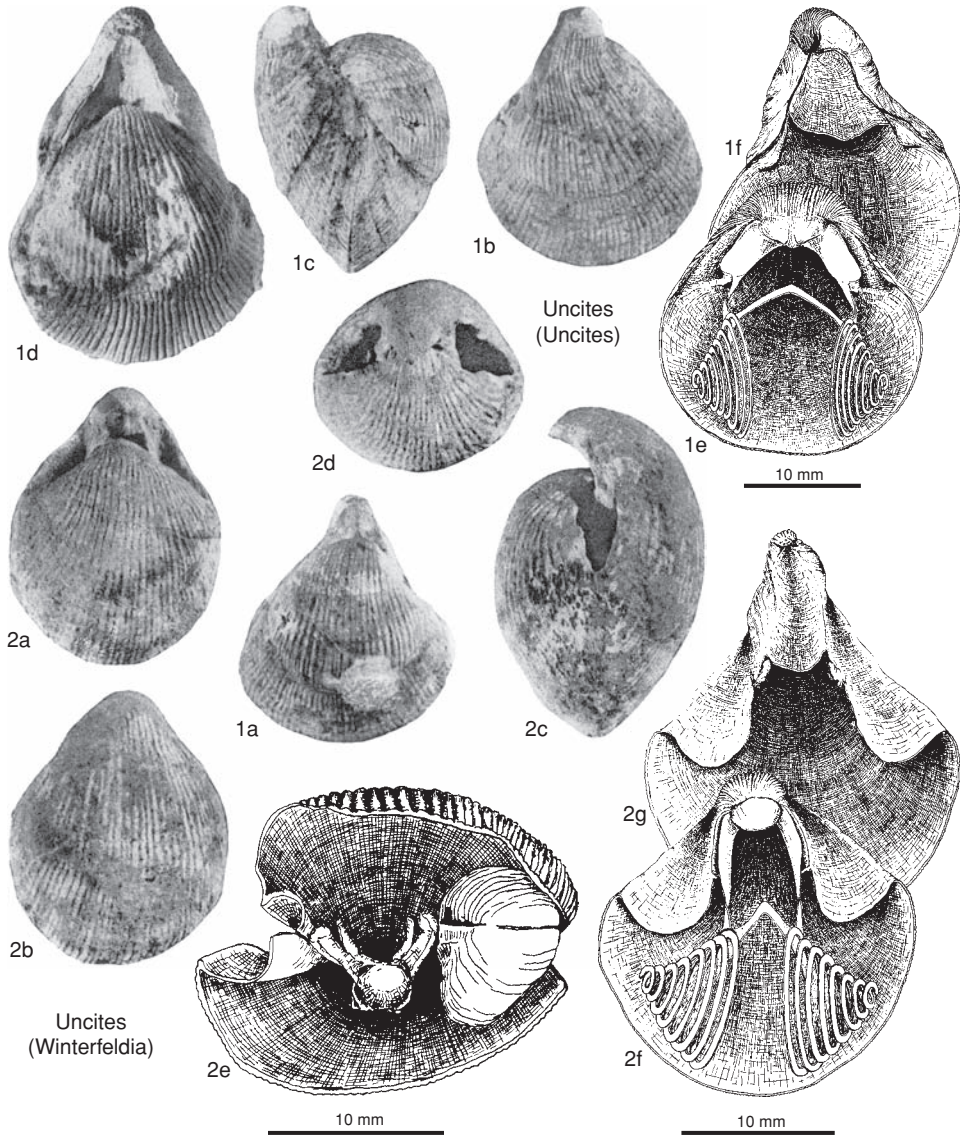 1d
1c
1b
1f
Uncites
(Uncites)
2d
1e
10 mm
2a
1a
2c
2b
2g
Uncites
(Winterfeldia)
2e
2f
10 mm
10 mm